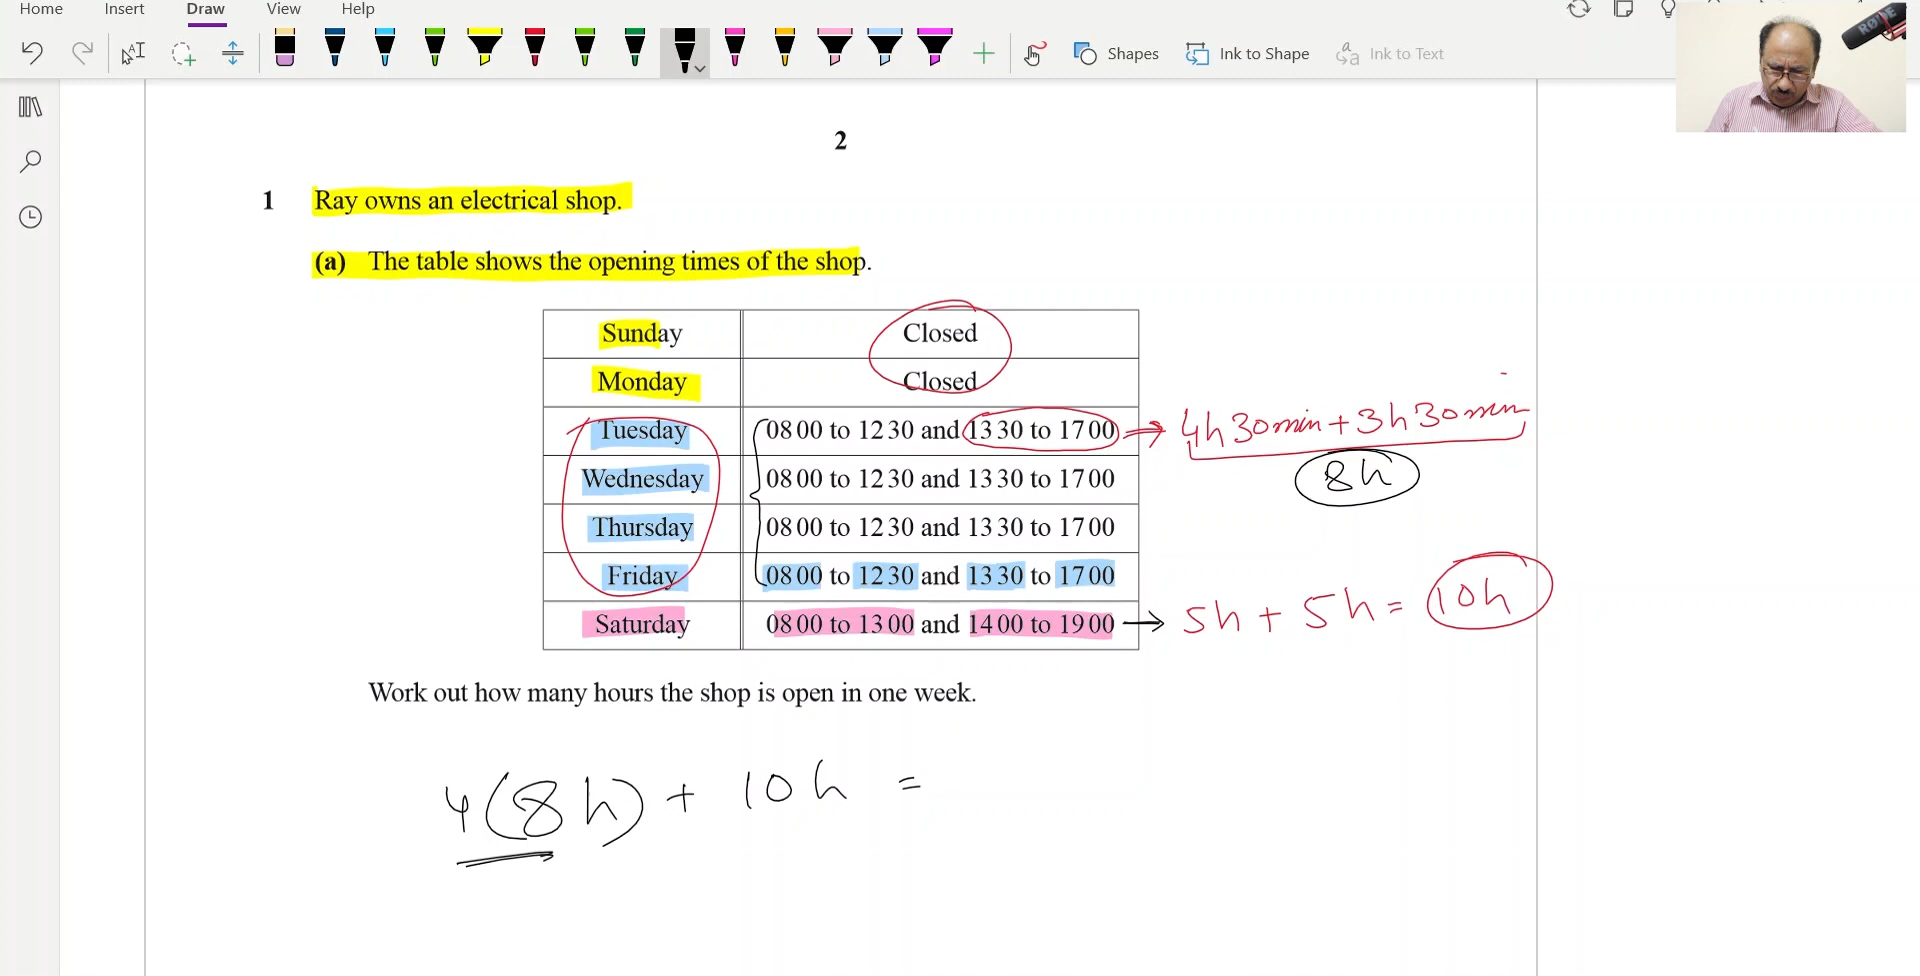 Home Insert Draw View Help
Shapes Ink to Shape Ink to Text
RØDE
2
1 Ray owns an electrical shop.
(a) The table shows the opening times of the shop.
Sunday Closed
Monday Closed
Tuesday 08 00 to 12 30 and 13 30 to 17 00 → 4h 30min + 3h 30min
8h
Wednesday 08 00 to 12 30 and 13 30 to 17 00
Thursday 08 00 to 12 30 and 13 30 to 17 00
Friday 08 00 to 12 30 and 13 30 to 17 00
Saturday 08 00 to 13 00 and 14 00 to 19 00 → 5h + 5h = 10h
Work out how many hours the shop is open in one week.
4(8h) + 10h =